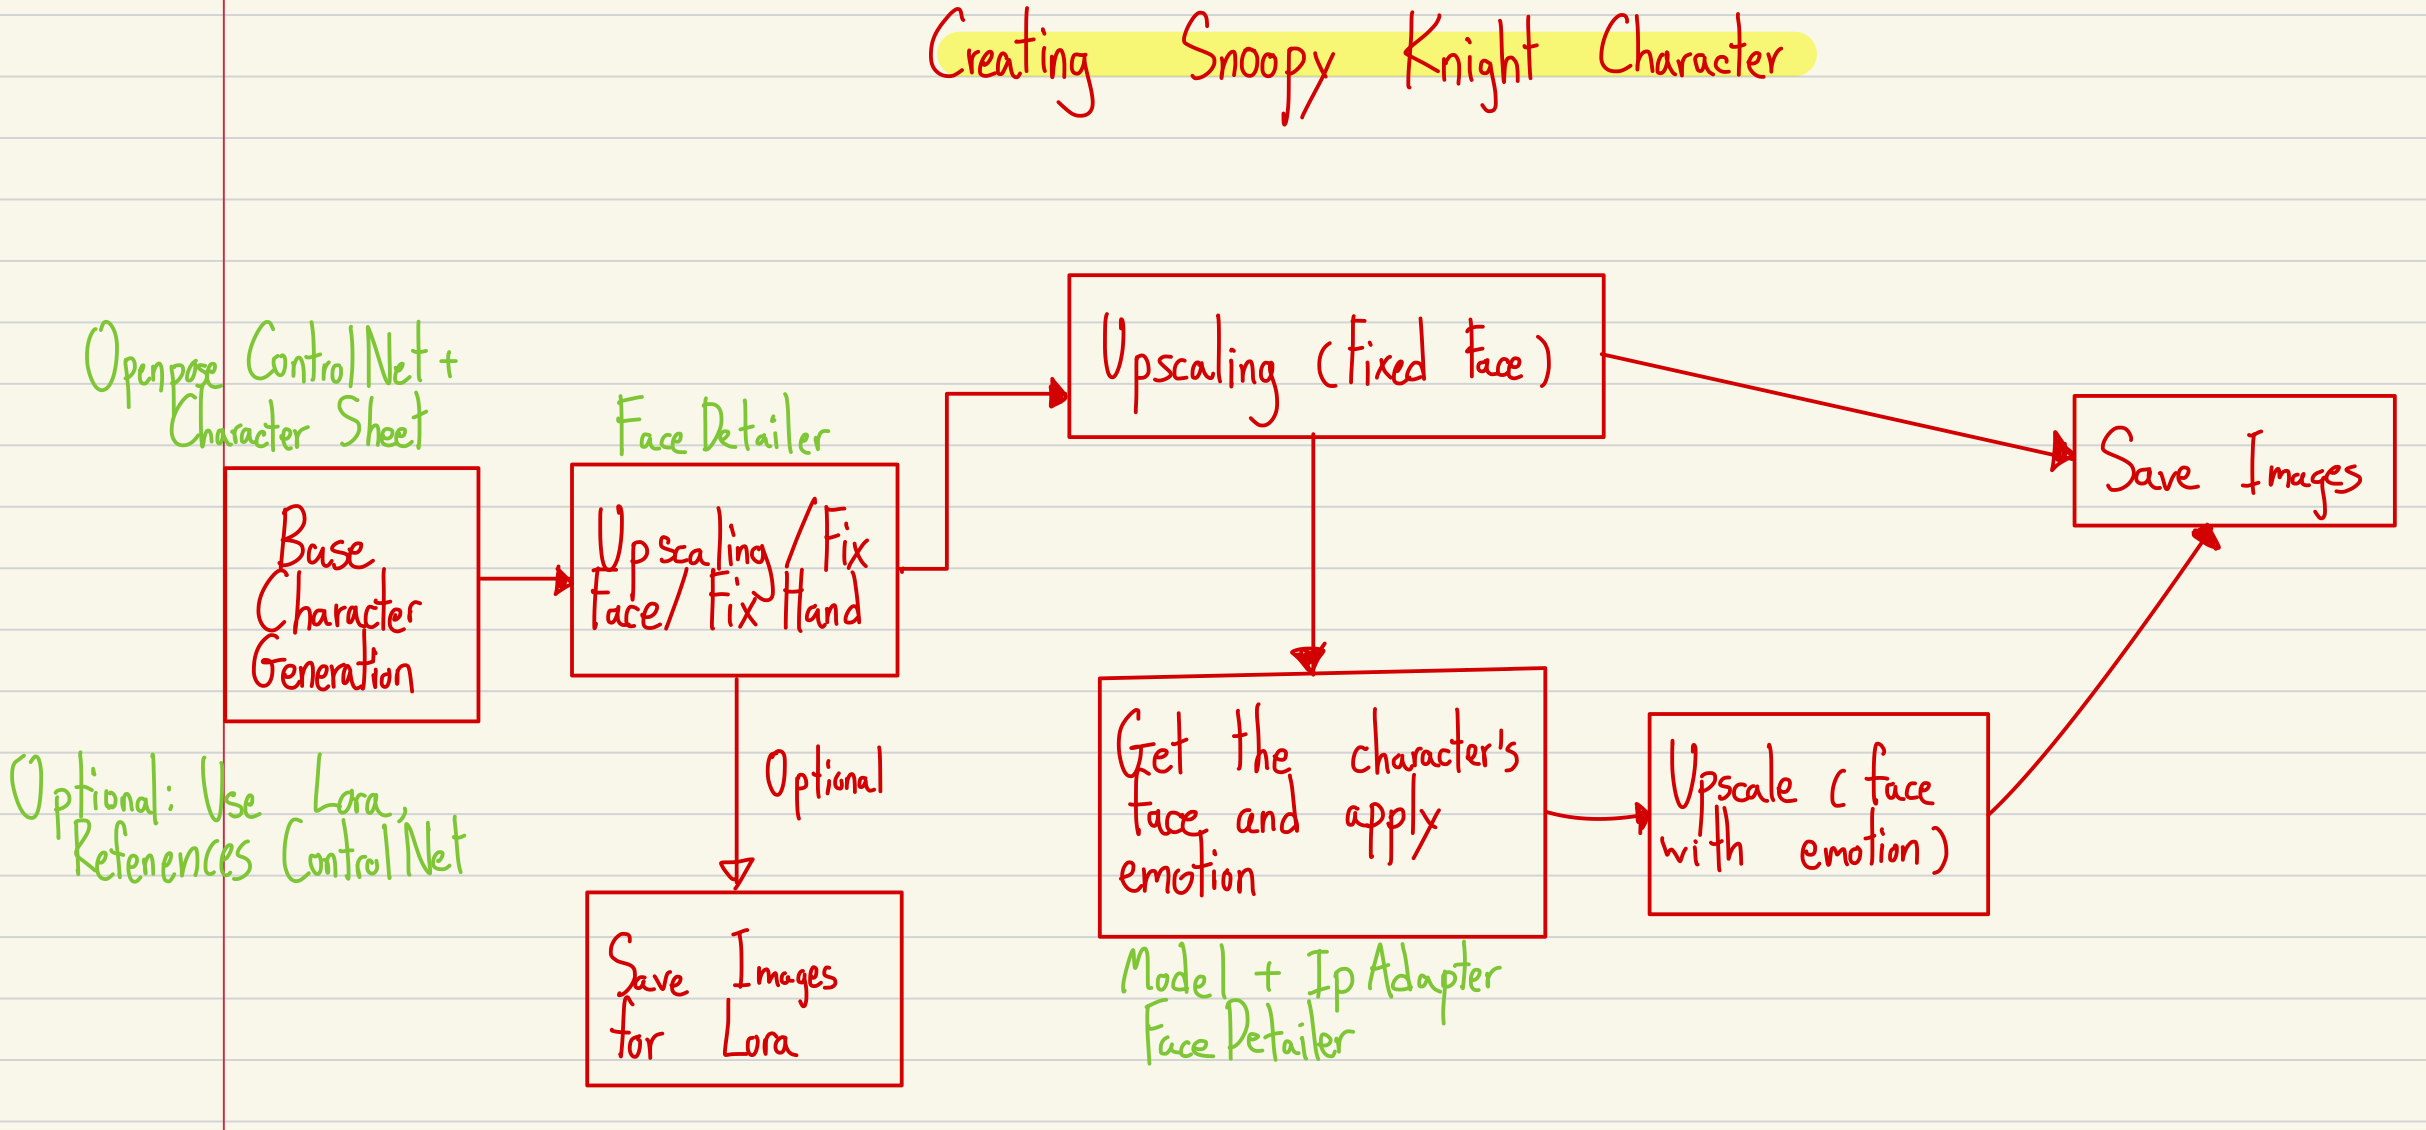 Creating Snoopy Knight Character
Openpose ControlNet +
Character Sheet
Base
Character
Generation
Optional: Use Lora,
References ControlNet
Face Detailer
Upscaling/Fix
Face/Fix Hand
Optional
Save Images
for Lora
Upscaling (Fixed Face)
Get the character's
face and apply
emotion
Model + Ip Adapter
Face Detailer
Upscale (face
with emotion)
Save Images